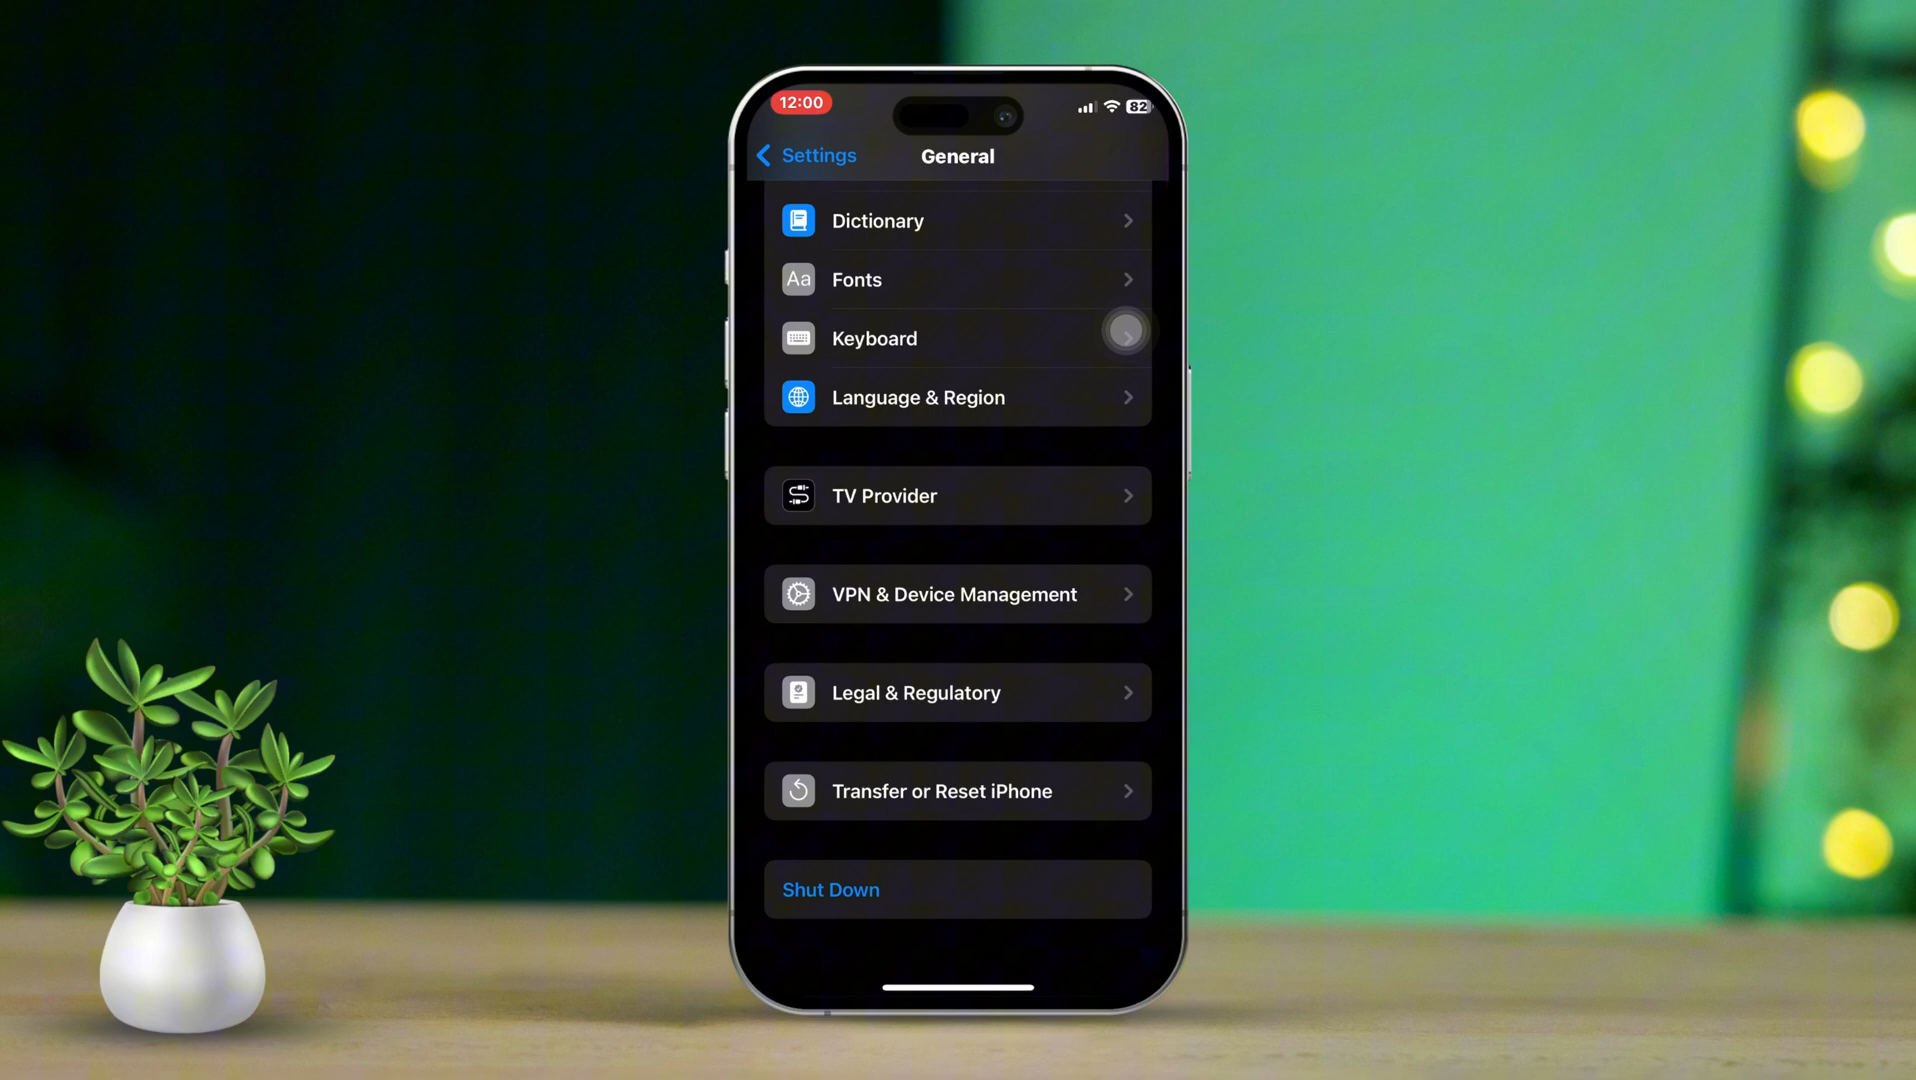 12:00
82
Settings
General
Dictionary
Aa
Fonts
Keyboard
Language & Region
TV Provider
VPN & Device Management
Legal & Regulatory
Transfer or Reset iPhone
Shut Down